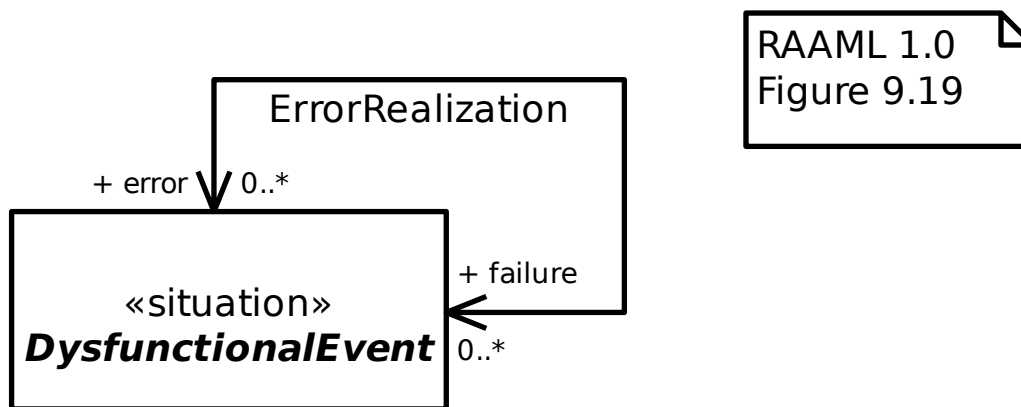 RAAML 1.0
Figure 9.19
ErrorRealization
+ error 0..*
+ failure
«situation»
DysfunctionalEvent
0..*